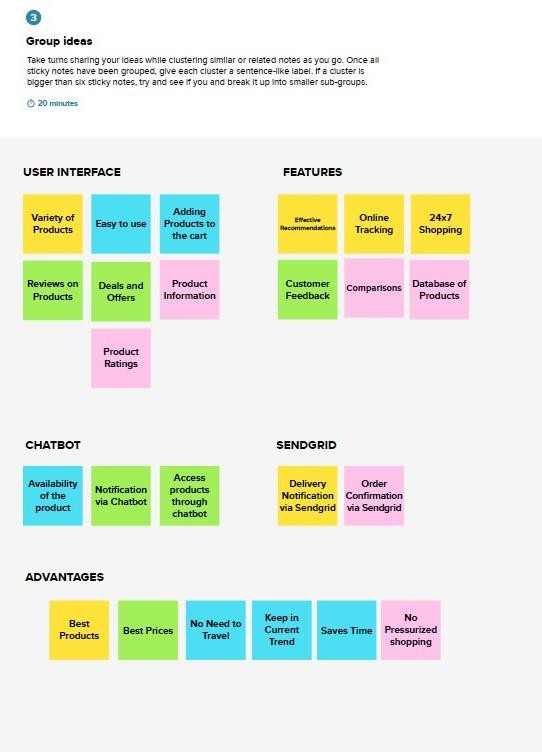 3
Group ideas
Take turns sharing your ideas while clustering similar or related notes as you go. Once all
sticky notes have been grouped, give each cluster a sentence-like label. If a cluster is
bigger than six sticky notes, try and see if you and break it up into smaller sub-groups.
20 minutes
USER INTERFACE
Variety of
Products
Easy to use
Adding
Products to
the cart
Reviews on
Products
Deals and
Offers
Product
Information
Product
Ratings
FEATURES
Effective
Recommendations
Online
Tracking
24x7
Shopping
Customer
Feedback
Comparisons
Database of
Products
CHATBOT
Availability
of the
product
Notification
via Chatbot
Access
products
through
chatbot
SENDGRID
Delivery
Notification
via Sendgrid
Order
Confirmation
via Sendgrid
ADVANTAGES
Best
Products
Best Prices
No Need to
Travel
Keep in
Current
Trend
Saves Time
No
Pressurized
shopping